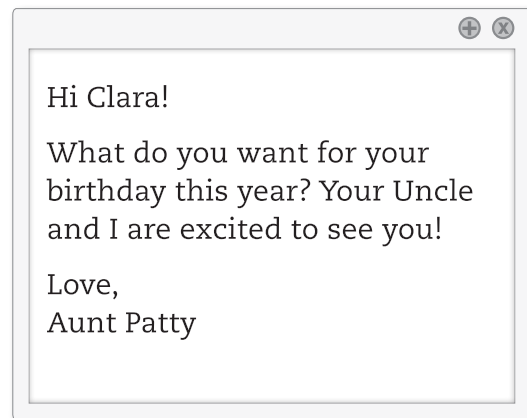 Hi Clara!
What do you want for your
birthday this year? Your Uncle
and I are excited to see you!
Love,
Aunt Patty